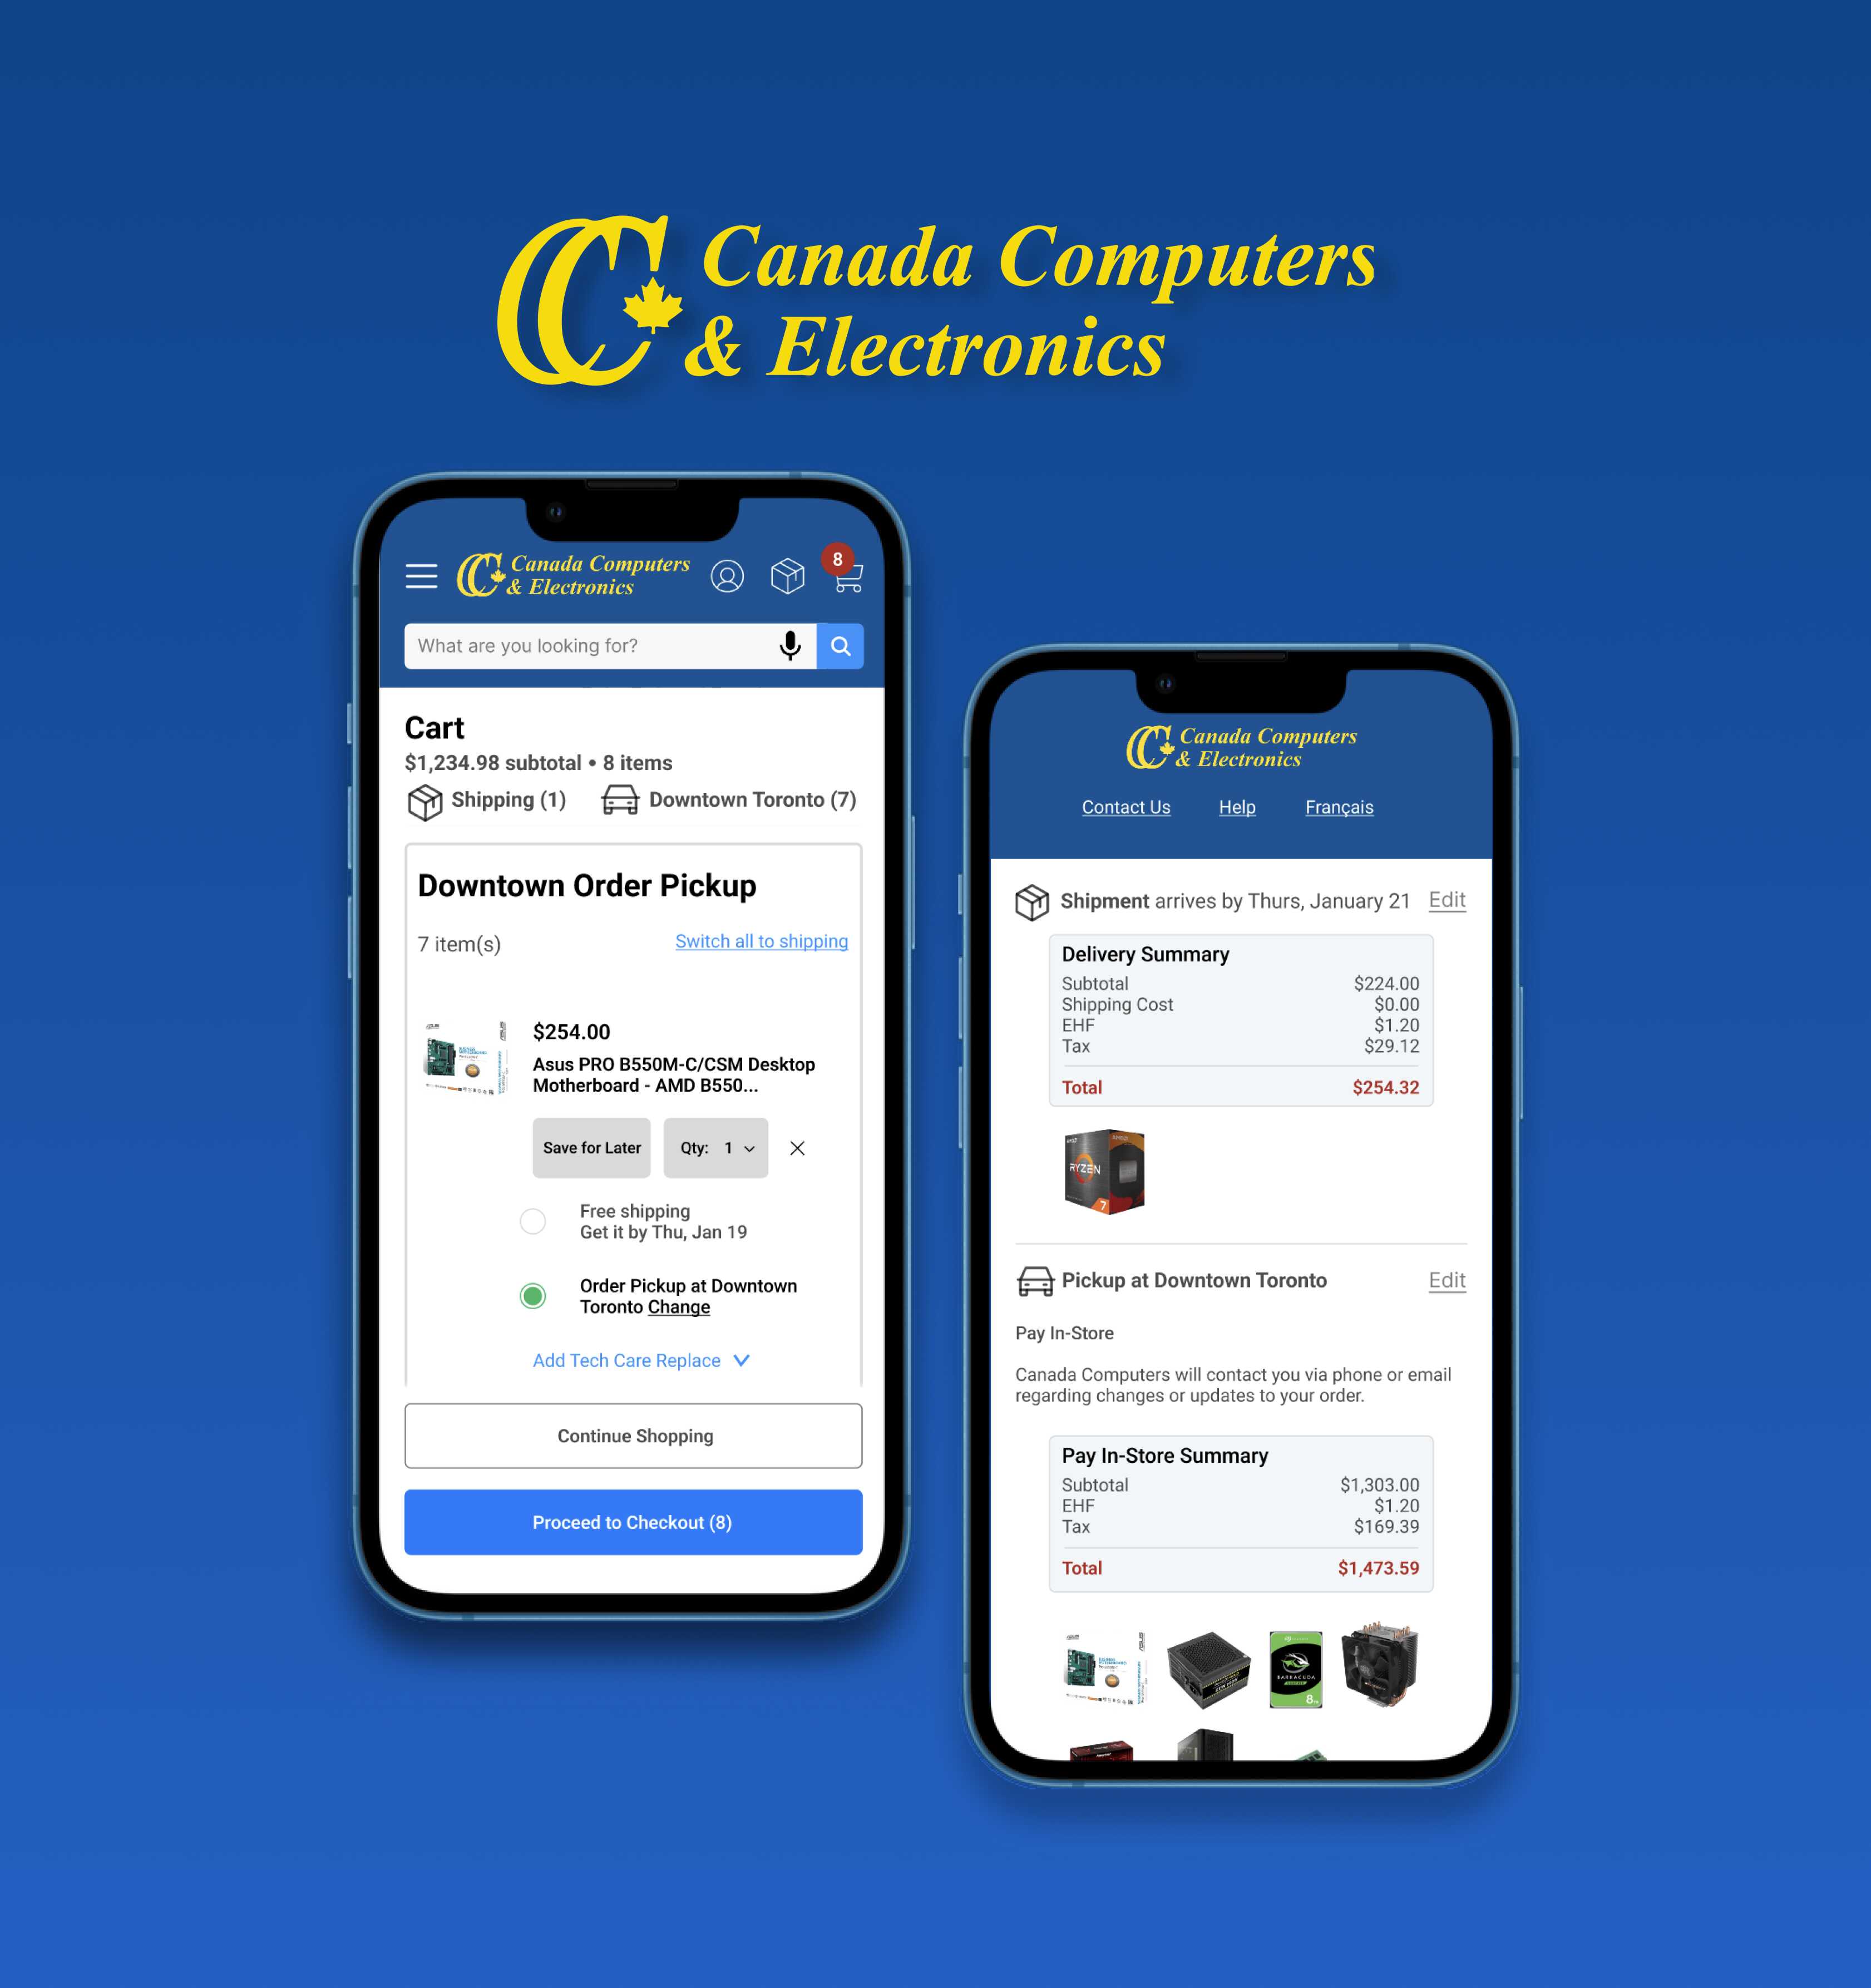 Canada Computers
& Electronics
Canada Computers
& Electronics
8
What are you looking for?
Cart
$1,234.98 subtotal • 8 items
Shipping (1)
Downtown Toronto (7)
Downtown Order Pickup
7 item(s)
Switch all to shipping
$254.00
Asus PRO B550M-C/CSM Desktop
Motherboard - AMD B550...
Save for Later
Qty: 1
Free shipping
Get it by Thu, Jan 19
Order Pickup at Downtown
Toronto Change
Add Tech Care Replace
Continue Shopping
Proceed to Checkout (8)
Canada Computers
& Electronics
Contact Us
Help
Français
Shipment arrives by Thurs, January 21
Edit
Delivery Summary
Subtotal $224.00
Shipping Cost $0.00
EHF $1.20
Tax $29.12
Total $254.32
RYZEN
7
Pickup at Downtown Toronto
Edit
Pay In-Store
Canada Computers will contact you via phone or email
regarding changes or updates to your order.
Pay In-Store Summary
Subtotal $1,303.00
EHF $1.20
Tax $169.39
Total $1,473.59
BARRACUDA
8